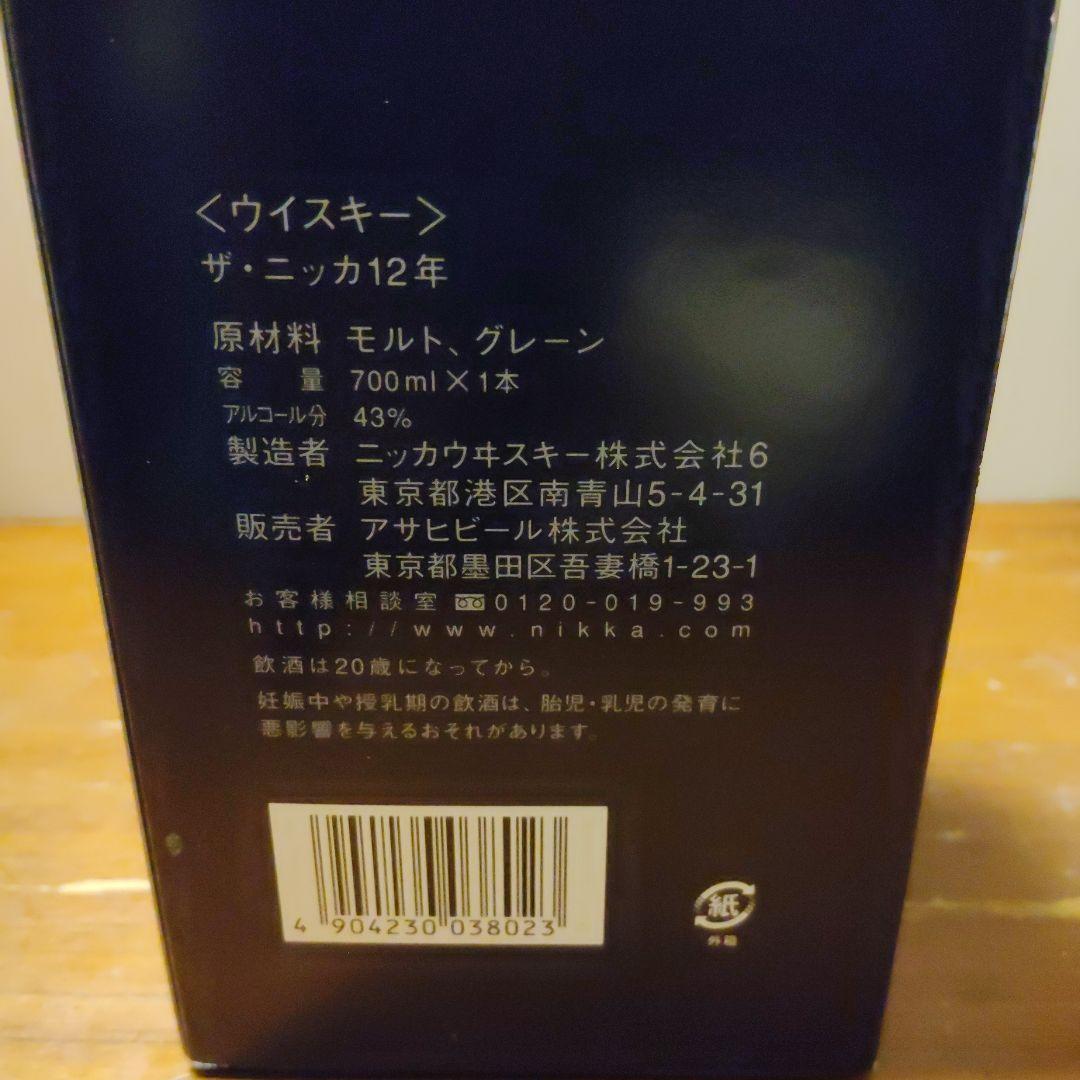 〈ウイスキー〉
ザ・ニッカ12年
原材料 モルト、グレーン
容量 700ml×1本
アルコール分 43%
製造者 ニッカウヰスキー株式会社6
東京都港区南青山5-4-31
販売者 アサヒビール株式会社
東京都墨田区吾妻橋1-23-1
お客様相談室 0120-019-993
http://www.nikka.com
飲酒は20歳になってから。
妊娠中や授乳期の飲酒は、胎児・乳児の発育に
悪影響を与えるおそれがあります。
4 904230 038023
紙
外箱